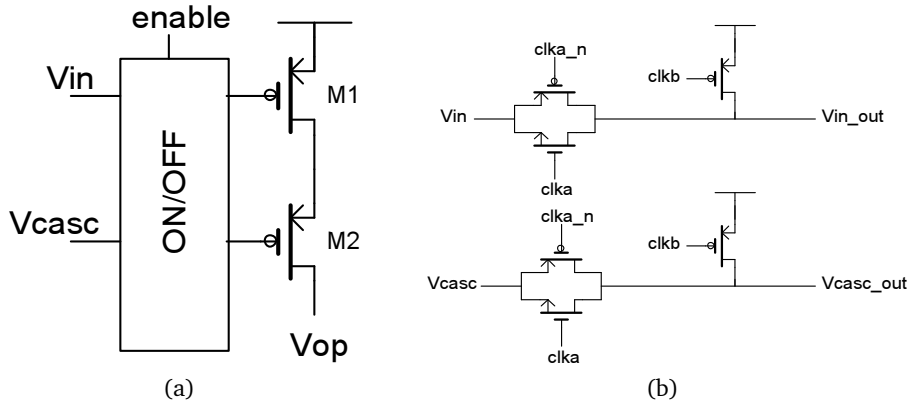 enable
Vin
M1
ON/OFF
Vcasc
M2
Vop
(a)
clka_n
clkb
Vin
Vin_out
clka
clka_n
clkb
Vcasc
Vcasc_out
clka
(b)